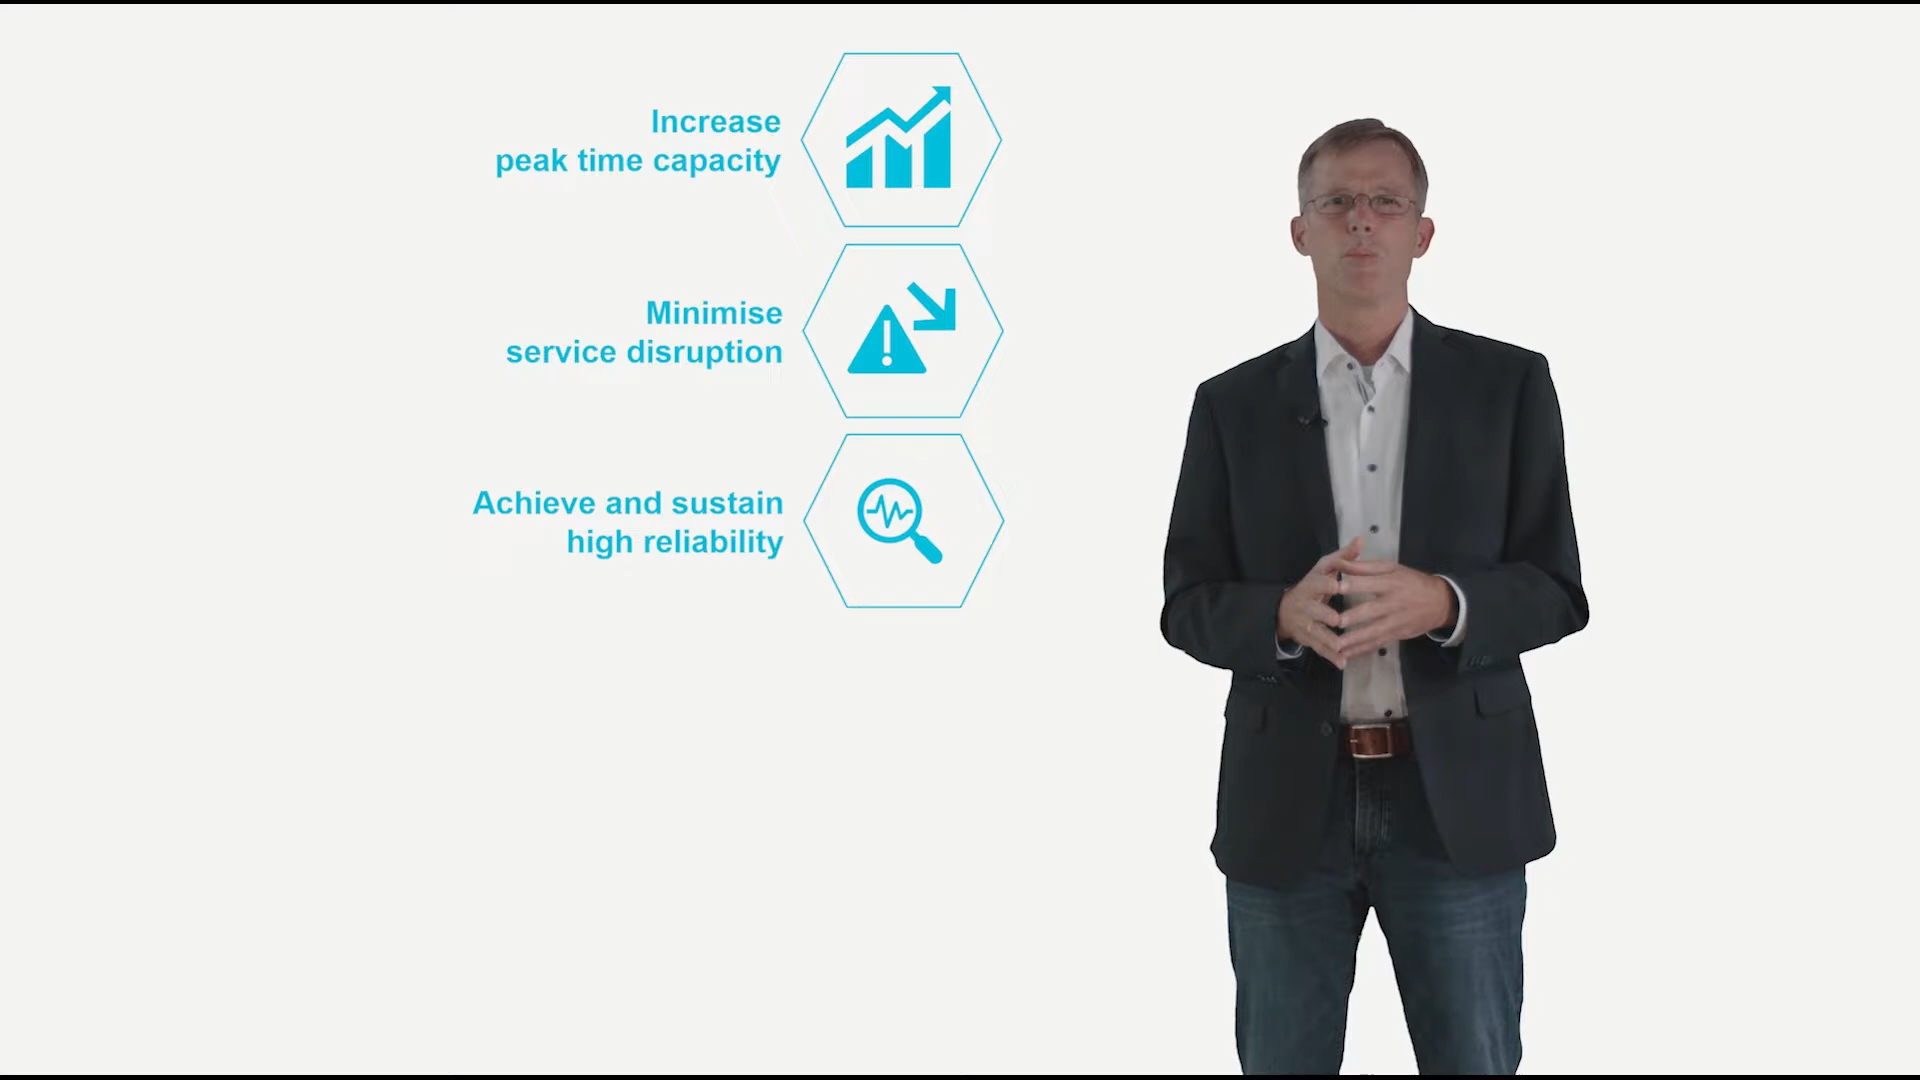 Increase
peak time capacity
Minimise
service disruption
Achieve and sustain
high reliability